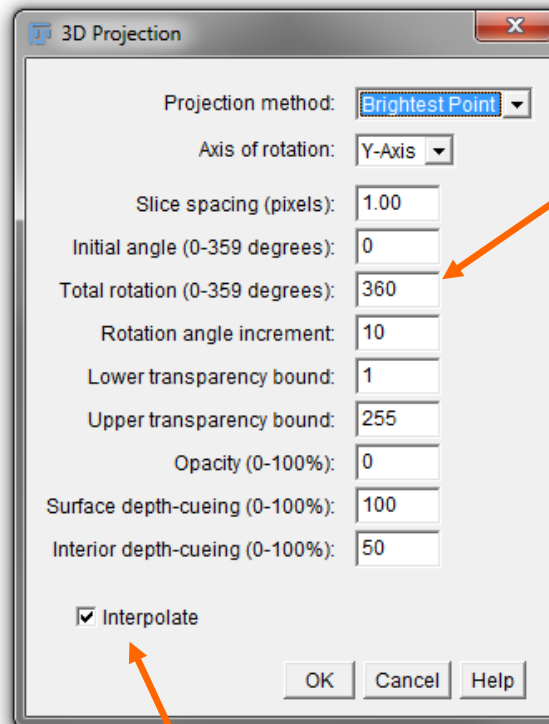 3D Projection
Projection method: Brightest Point
Axis of rotation: Y-Axis
Slice spacing (pixels): 1.00
Initial angle (0-359 degrees): 0
Total rotation (0-359 degrees): 360
Rotation angle increment: 10
Lower transparency bound: 1
Upper transparency bound: 255
Opacity (0-100%): 0
Surface depth-cueing (0-100%): 100
Interior depth-cueing (0-100%): 50
Interpolate
OK Cancel Help